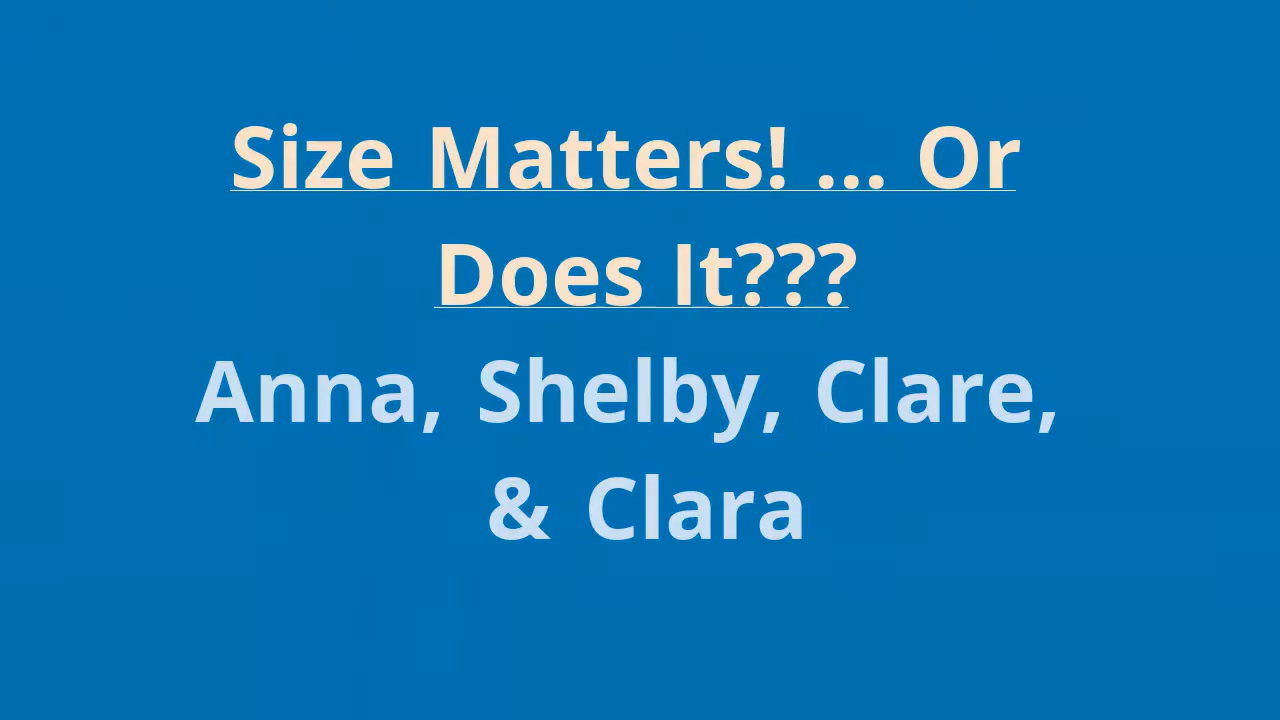 Size Matters! ... Or
Does It???
Anna, Shelby, Clare,
& Clara